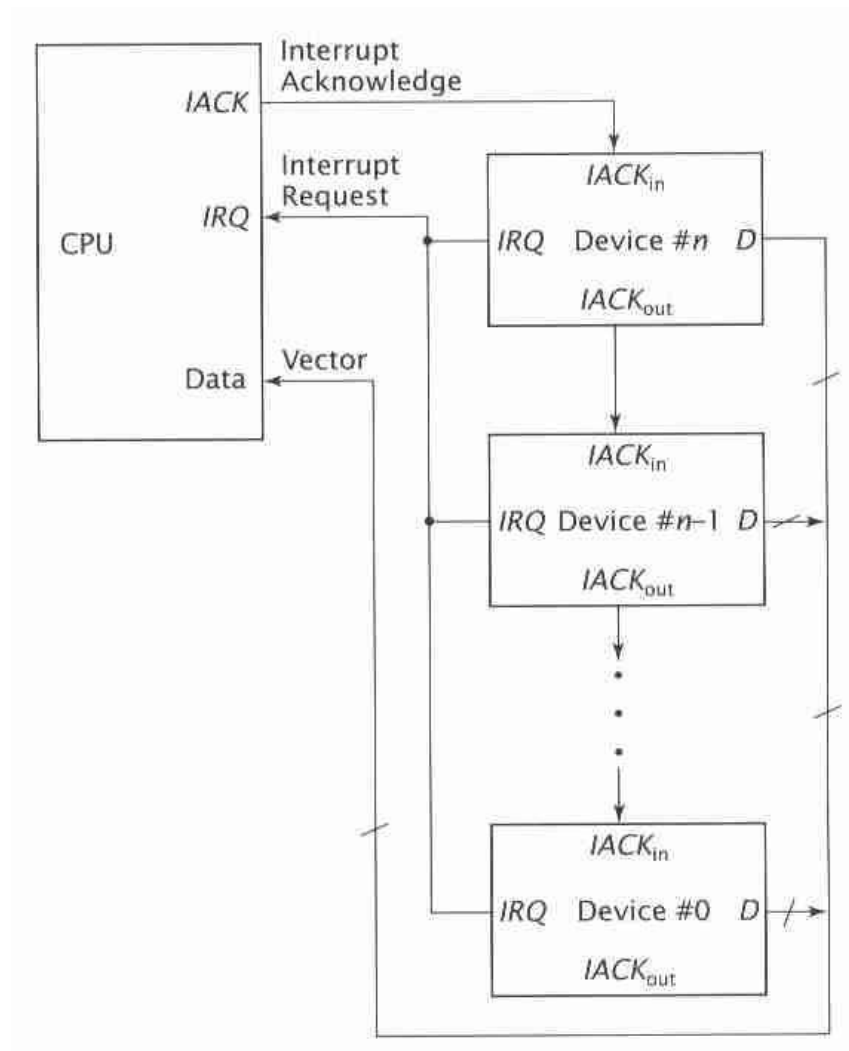 Interrupt
Acknowledge
IACK
IACKin
Interrupt
Request
IRQ
CPU
IRQ Device #n D
IACKout
Vector
Data
IACKin
IRQ Device #n–1 D
IACKout
IACKin
IRQ Device #0 D
IACKout